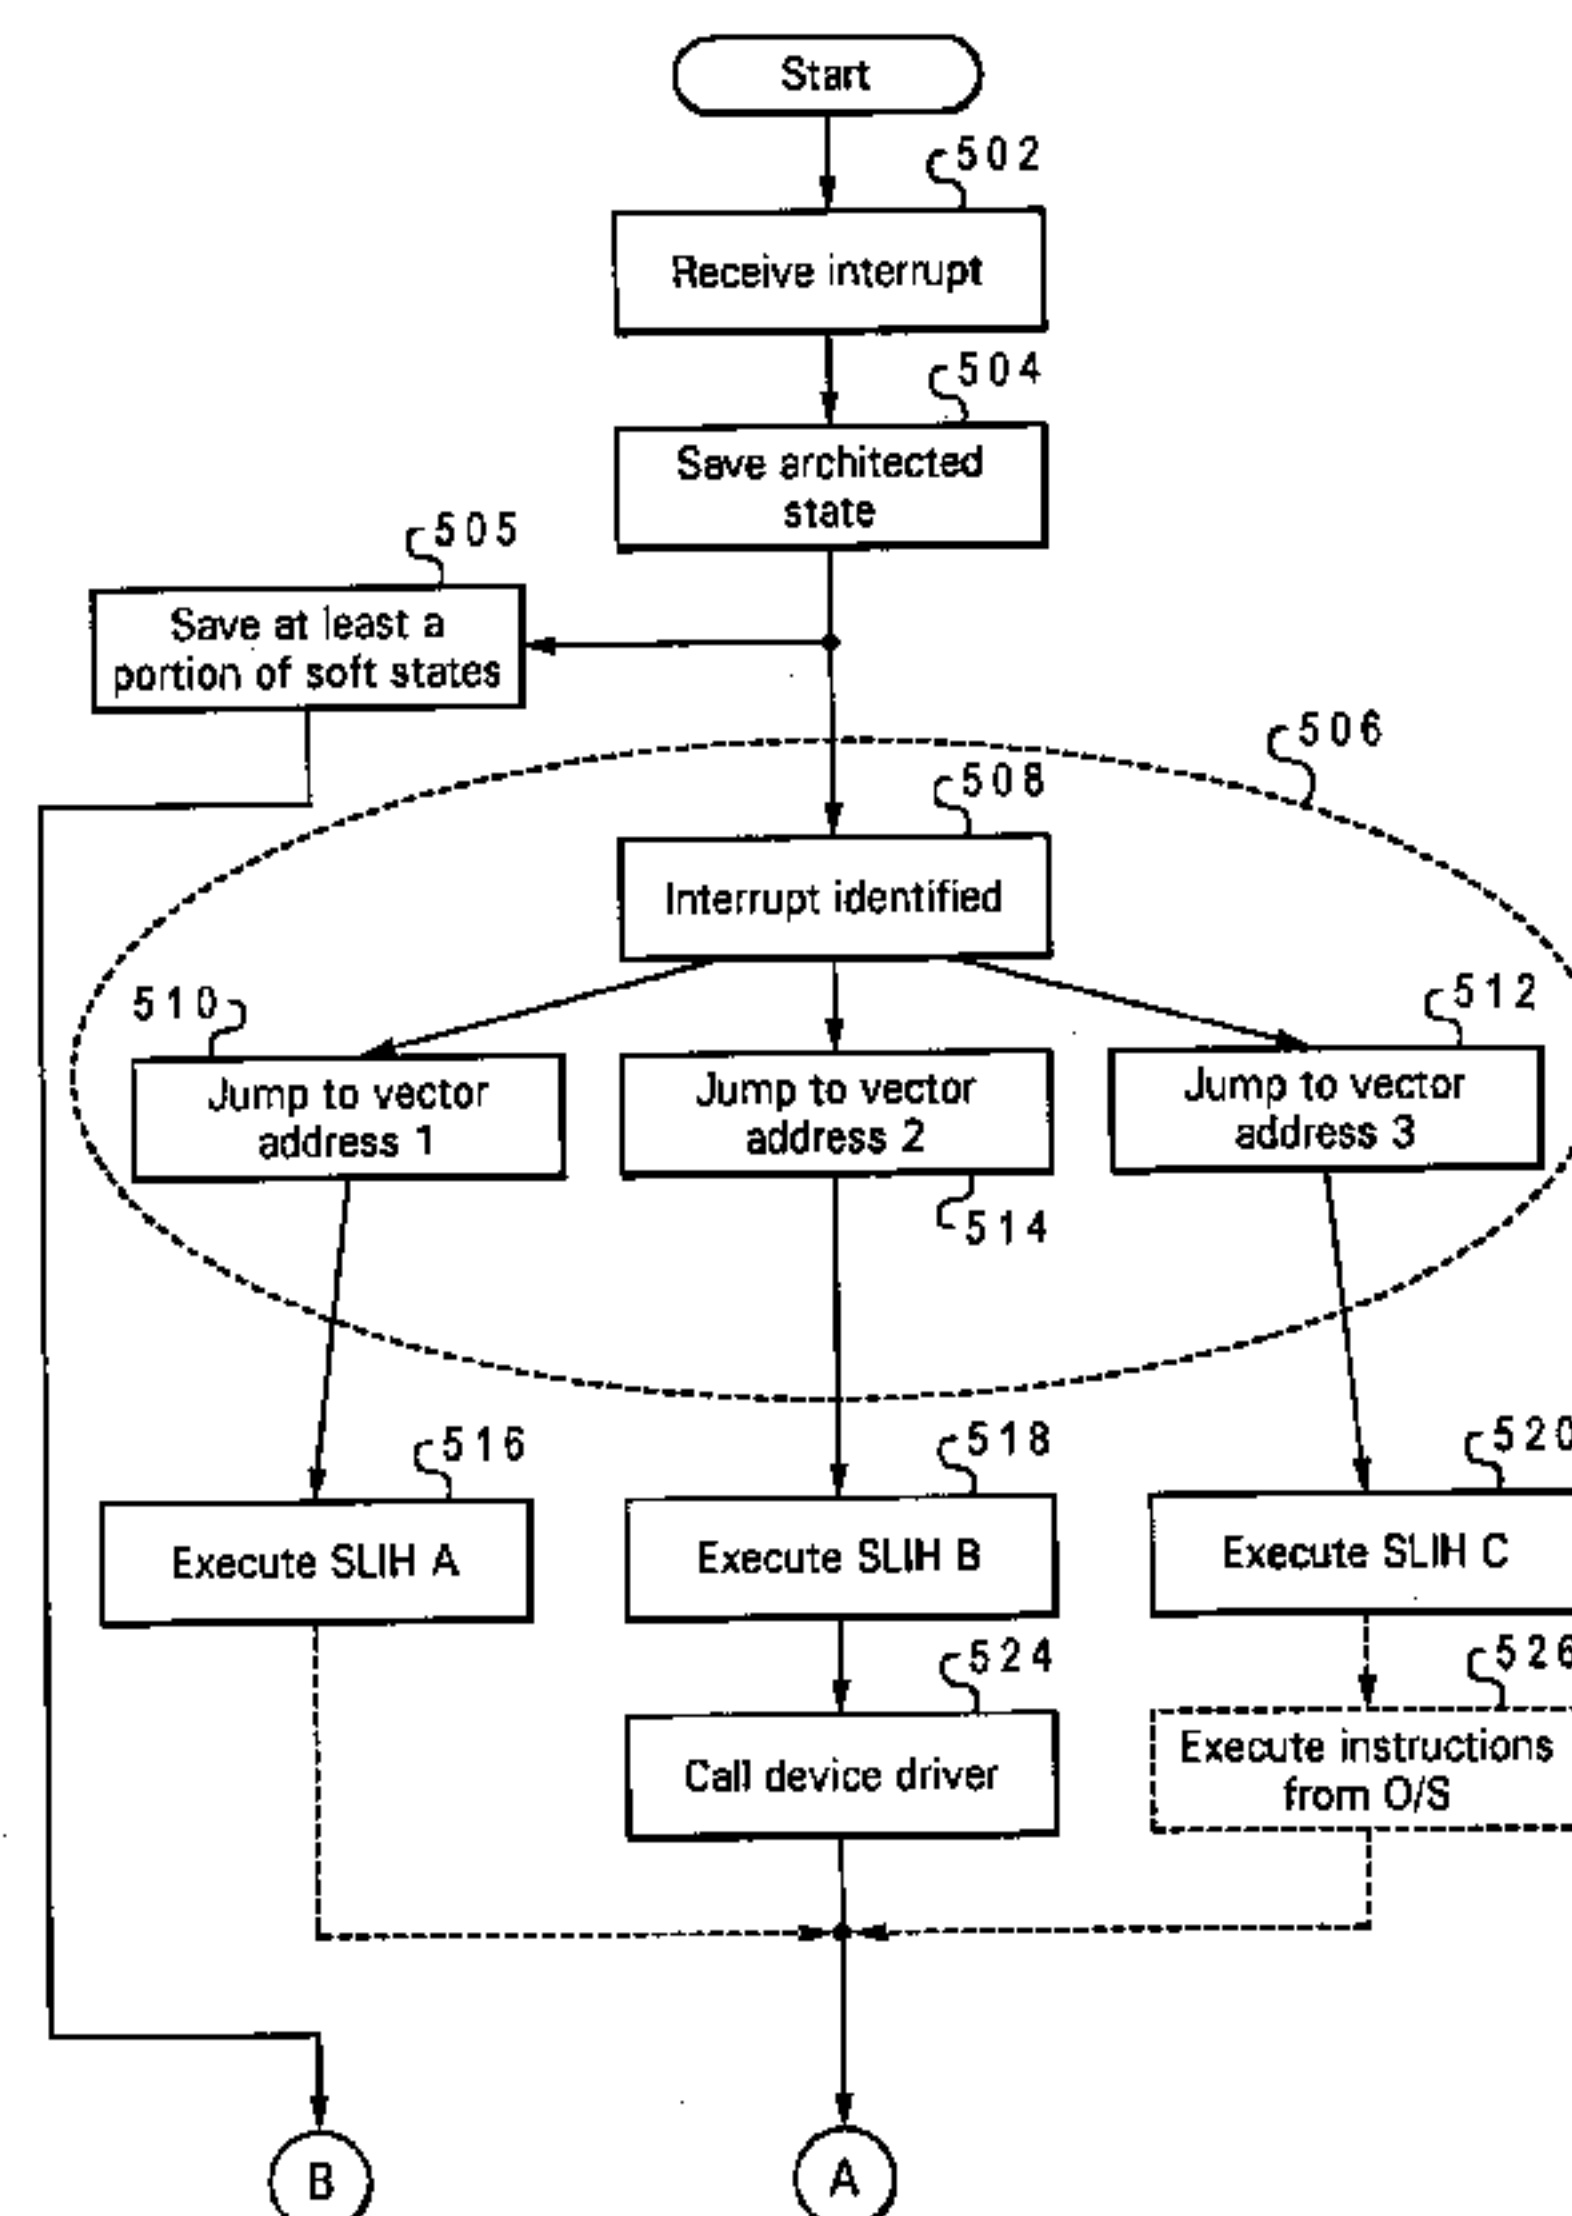 Start
502
Receive interrupt
504
Save architected
state
505
Save at least a
portion of soft states
506
508
Interrupt identified
510
512
Jump to vector
address 1
Jump to vector
address 2
Jump to vector
address 3
514
516
518
520
Execute SLIH A
Execute SLIH B
Execute SLIH C
524
526
Call device driver
Execute instructions
from O/S
B
A